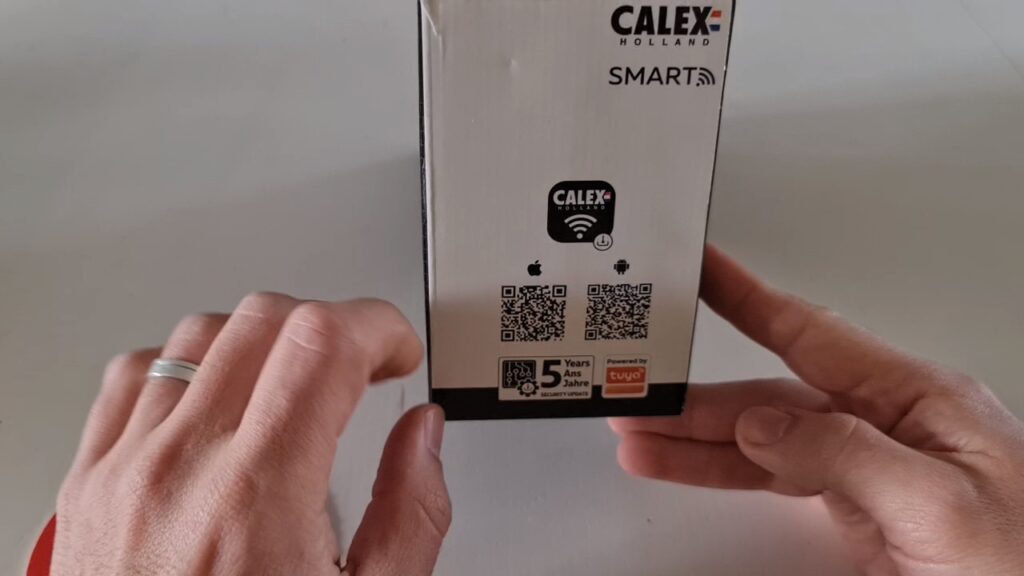 CALEX
HOLLAND
SMART
CALEX
HOLLAND
5 Years
Ans
Jahre
SECURITY UPDATE
Powered by
tuya